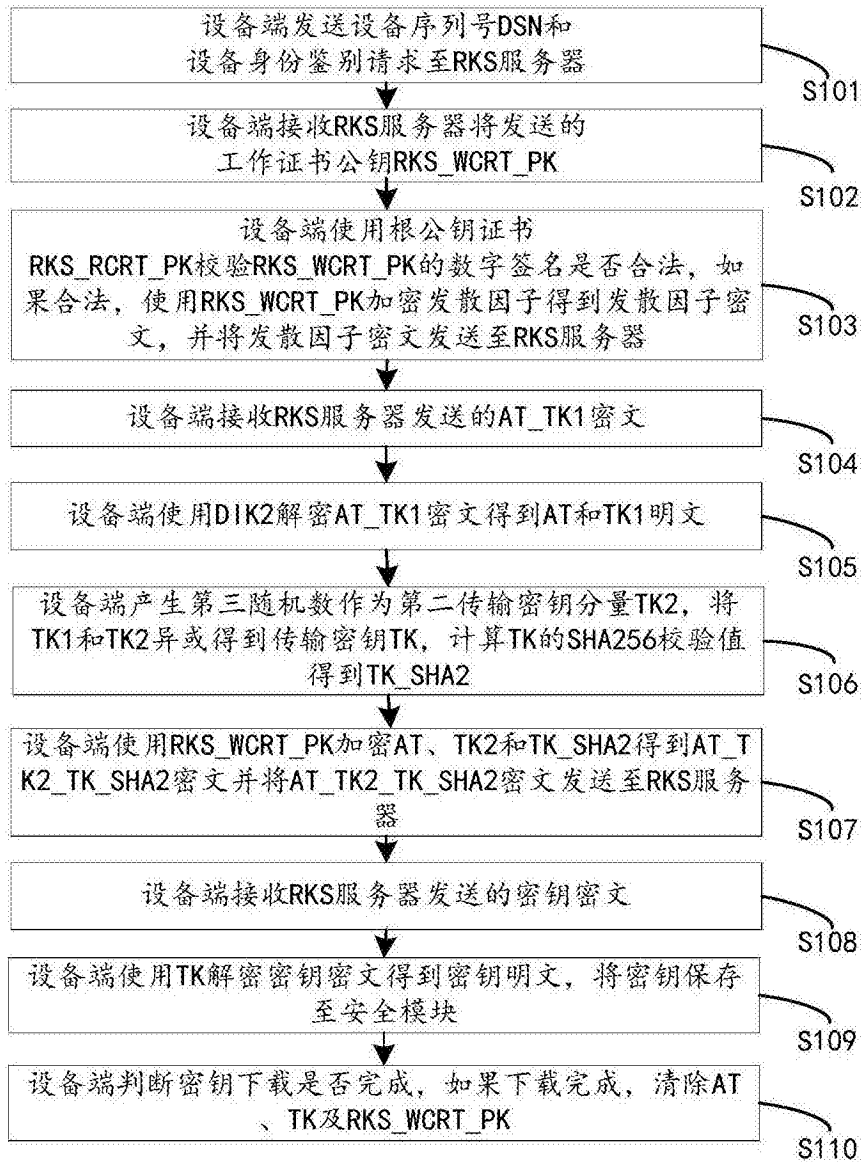 设备端发送设备序列号DSN和
设备身份鉴别请求至RKS服务器
S101
设备端接收RKS服务器将发送的
工作证书公钥RKS_WCRT_PK
S102
设备端使用根公钥证书
RKS_RCRT_PK校验RKS_WCRT_PK的数字签名是否合法，如
果合法，使用RKS_WCRT_PK加密发散因子得到发散因子密
文，并将发散因子密文发送至RKS服务器
S103
设备端接收RKS服务器发送的AT_TK1密文
S104
设备端使用DIK2解密AT_TK1密文得到AT和TK1明文
S105
设备端产生第三随机数作为第二传输密钥分量TK2，将
TK1和TK2异或得到传输密钥TK，计算TK的SHA256校验值
得到TK_SHA2
S106
设备端使用RKS_WCRT_PK加密AT、TK2和TK_SHA2得到AT_T
K2_TK_SHA2密文并将AT_TK2_TK_SHA2密文发送至RKS服务
器
S107
设备端接收RKS服务器发送的密钥密文
S108
设备端使用TK解密密钥密文得到密钥明文，将密钥保存
至安全模块
S109
设备端判断密钥下载是否完成，如果下载完成，清除AT
、TK及RKS_WCRT_PK
S110